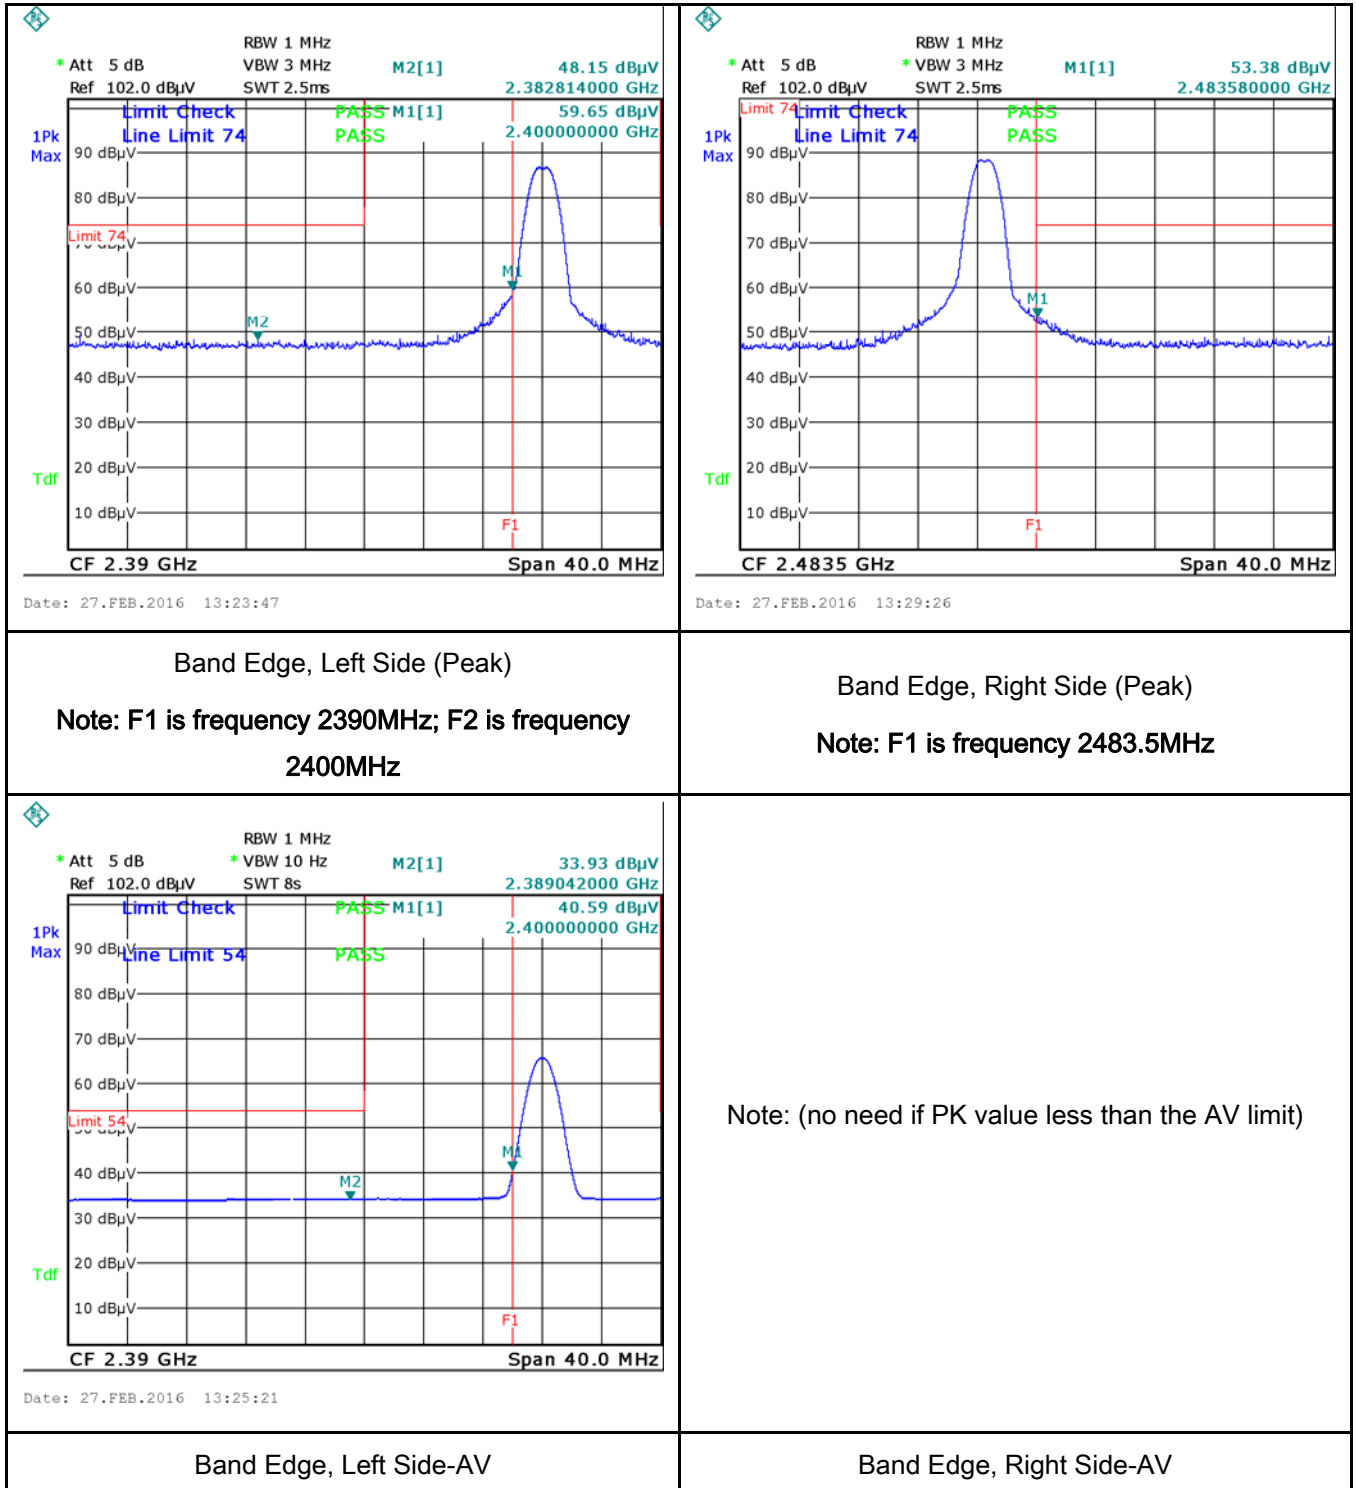 RBW 1 MHz
* Att 5 dB VBW 3 MHz M2[1] 48.15 dBµV
Ref 102.0 dBµV SWT 2.5ms 2.382814000 GHz
Limit Check PASS M1[1] 59.65 dBµV
1Pk Line Limit 74 PASS 2.400000000 GHz
Max 90 dBµV
80 dBµV
Limit 74
70 dBµV
M1
60 dBµV
M2
50 dBµV
40 dBµV
30 dBµV
Tdf 20 dBµV
10 dBµV
F1
CF 2.39 GHz Span 40.0 MHz
Date: 27.FEB.2016 13:23:47
RBW 1 MHz
* Att 5 dB * VBW 3 MHz M1[1] 53.38 dBµV
Ref 102.0 dBµV SWT 2.5ms 2.483580000 GHz
Limit 74 Limit Check PASS
1Pk Line Limit 74 PASS
Max 90 dBµV
80 dBµV
70 dBµV
60 dBµV
M1
50 dBµV
40 dBµV
30 dBµV
Tdf 20 dBµV
10 dBµV
F1
CF 2.4835 GHz Span 40.0 MHz
Date: 27.FEB.2016 13:29:26
Band Edge, Left Side (Peak)
Note: F1 is frequency 2390MHz; F2 is frequency
2400MHz
Band Edge, Right Side (Peak)
Note: F1 is frequency 2483.5MHz
RBW 1 MHz
* Att 5 dB * VBW 10 Hz M2[1] 33.93 dBµV
Ref 102.0 dBµV SWT 8s 2.389042000 GHz
Limit Check PASS M1[1] 40.59 dBµV
1Pk 2.400000000 GHz
Max 90 dBµV Line Limit 54 PASS
80 dBµV
70 dBµV
60 dBµV
Limit 54
50 dBµV
M1
40 dBµV
M2
30 dBµV
Tdf 20 dBµV
10 dBµV
F1
CF 2.39 GHz Span 40.0 MHz
Date: 27.FEB.2016 13:25:21
Note: (no need if PK value less than the AV limit)
Band Edge, Left Side-AV
Band Edge, Right Side-AV